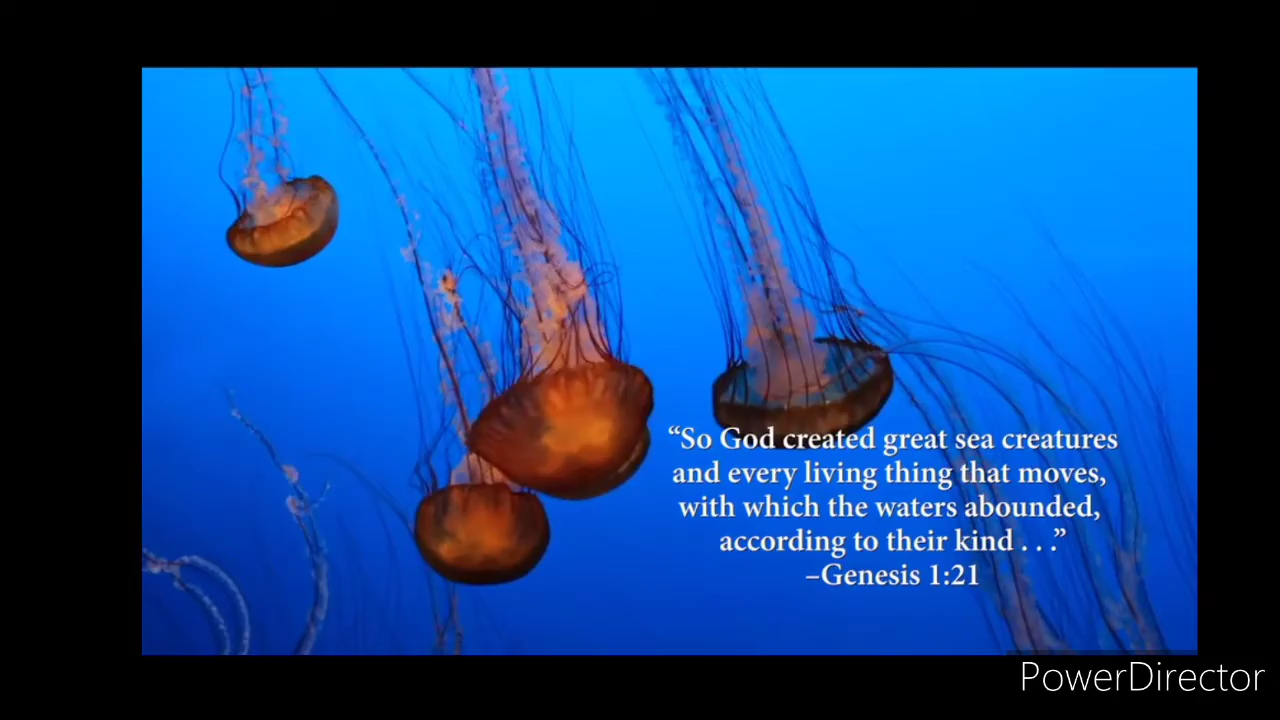 “So God created great sea creatures
and every living thing that moves,
with which the waters abounded,
according to their kind . . .”
–Genesis 1:21
PowerDirector